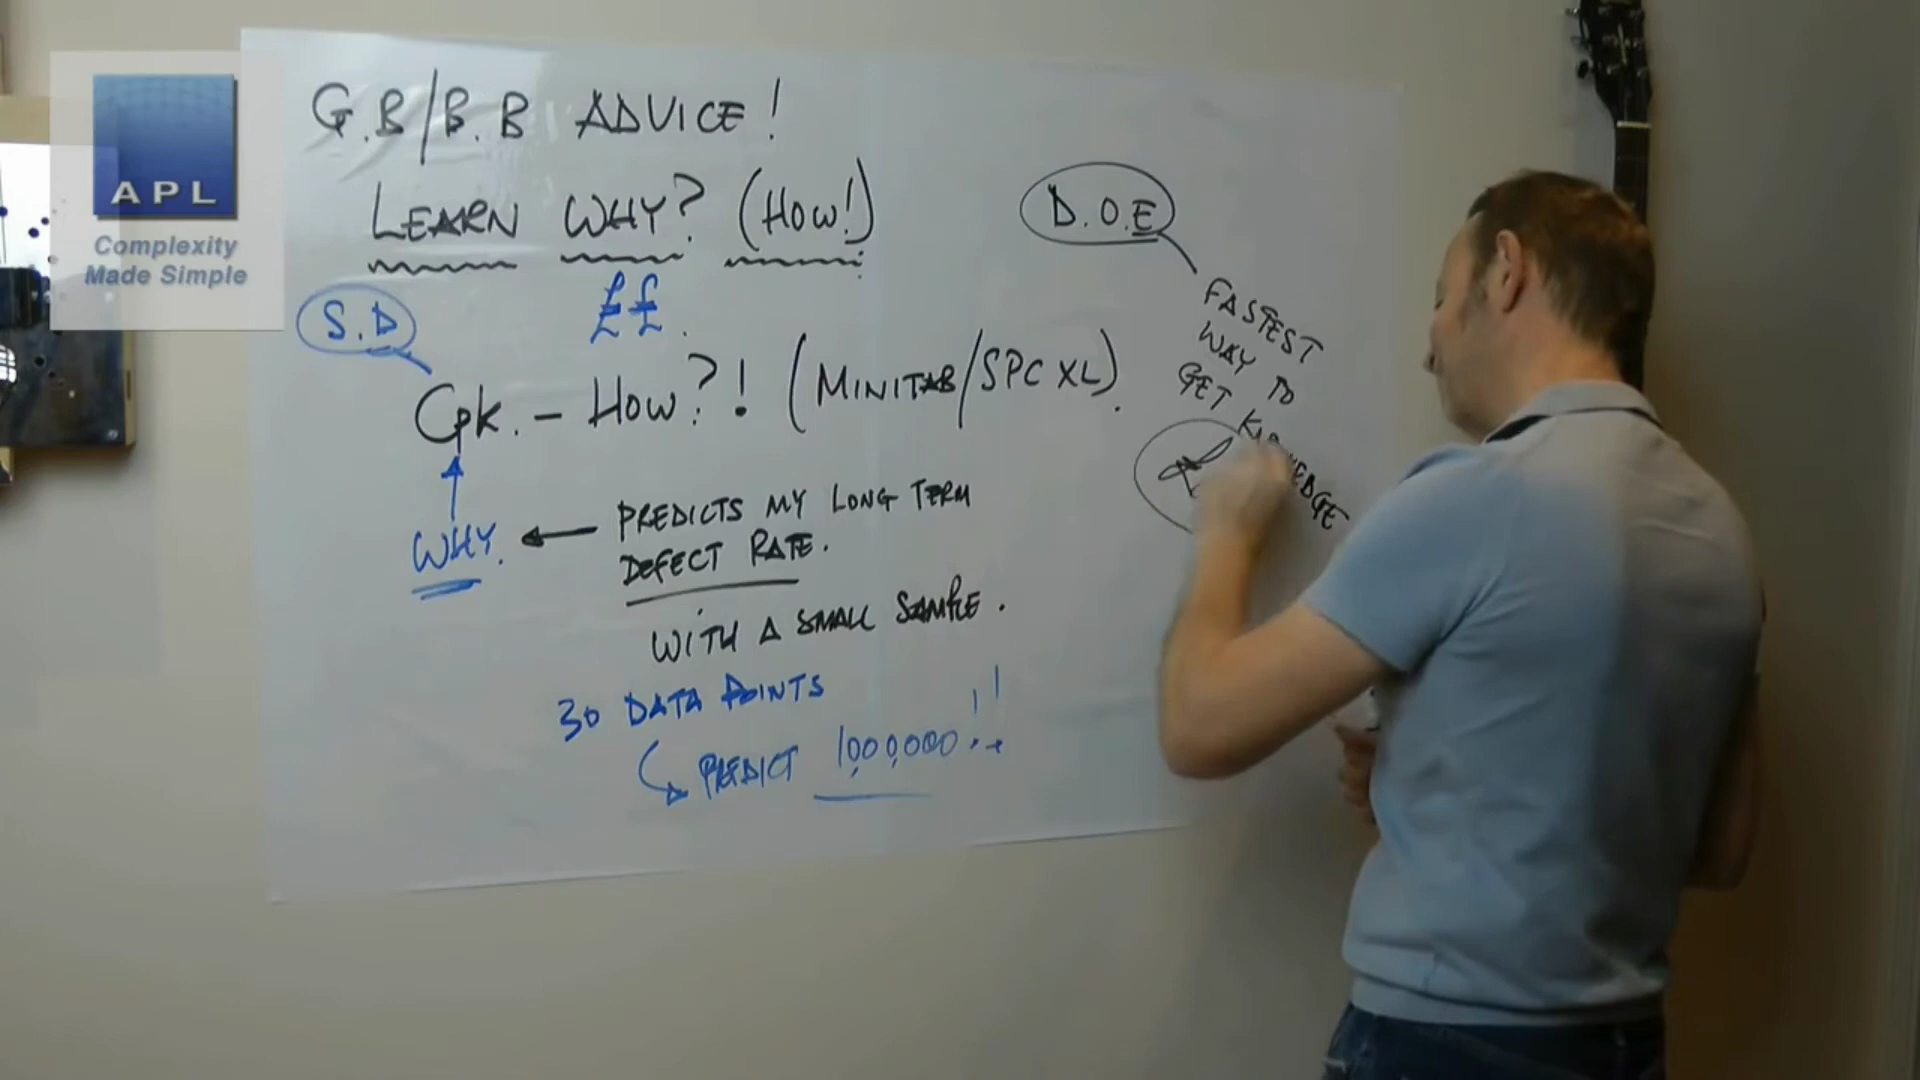 APL
Complexity
Made Simple
G.B/B.B ADVICE!
LEARN WHY? (HOW!)
££.
S.D
Cpk. - HOW?! (MINITAB/SPC XL).
WHY.
PREDICTS MY LONG TERM
DEFECT RATE.
WITH A SMALL SAMPLE.
30 DATA POINTS
PREDICT 1,000,000!!
D.O.E
FASTEST
WAY TO
GET